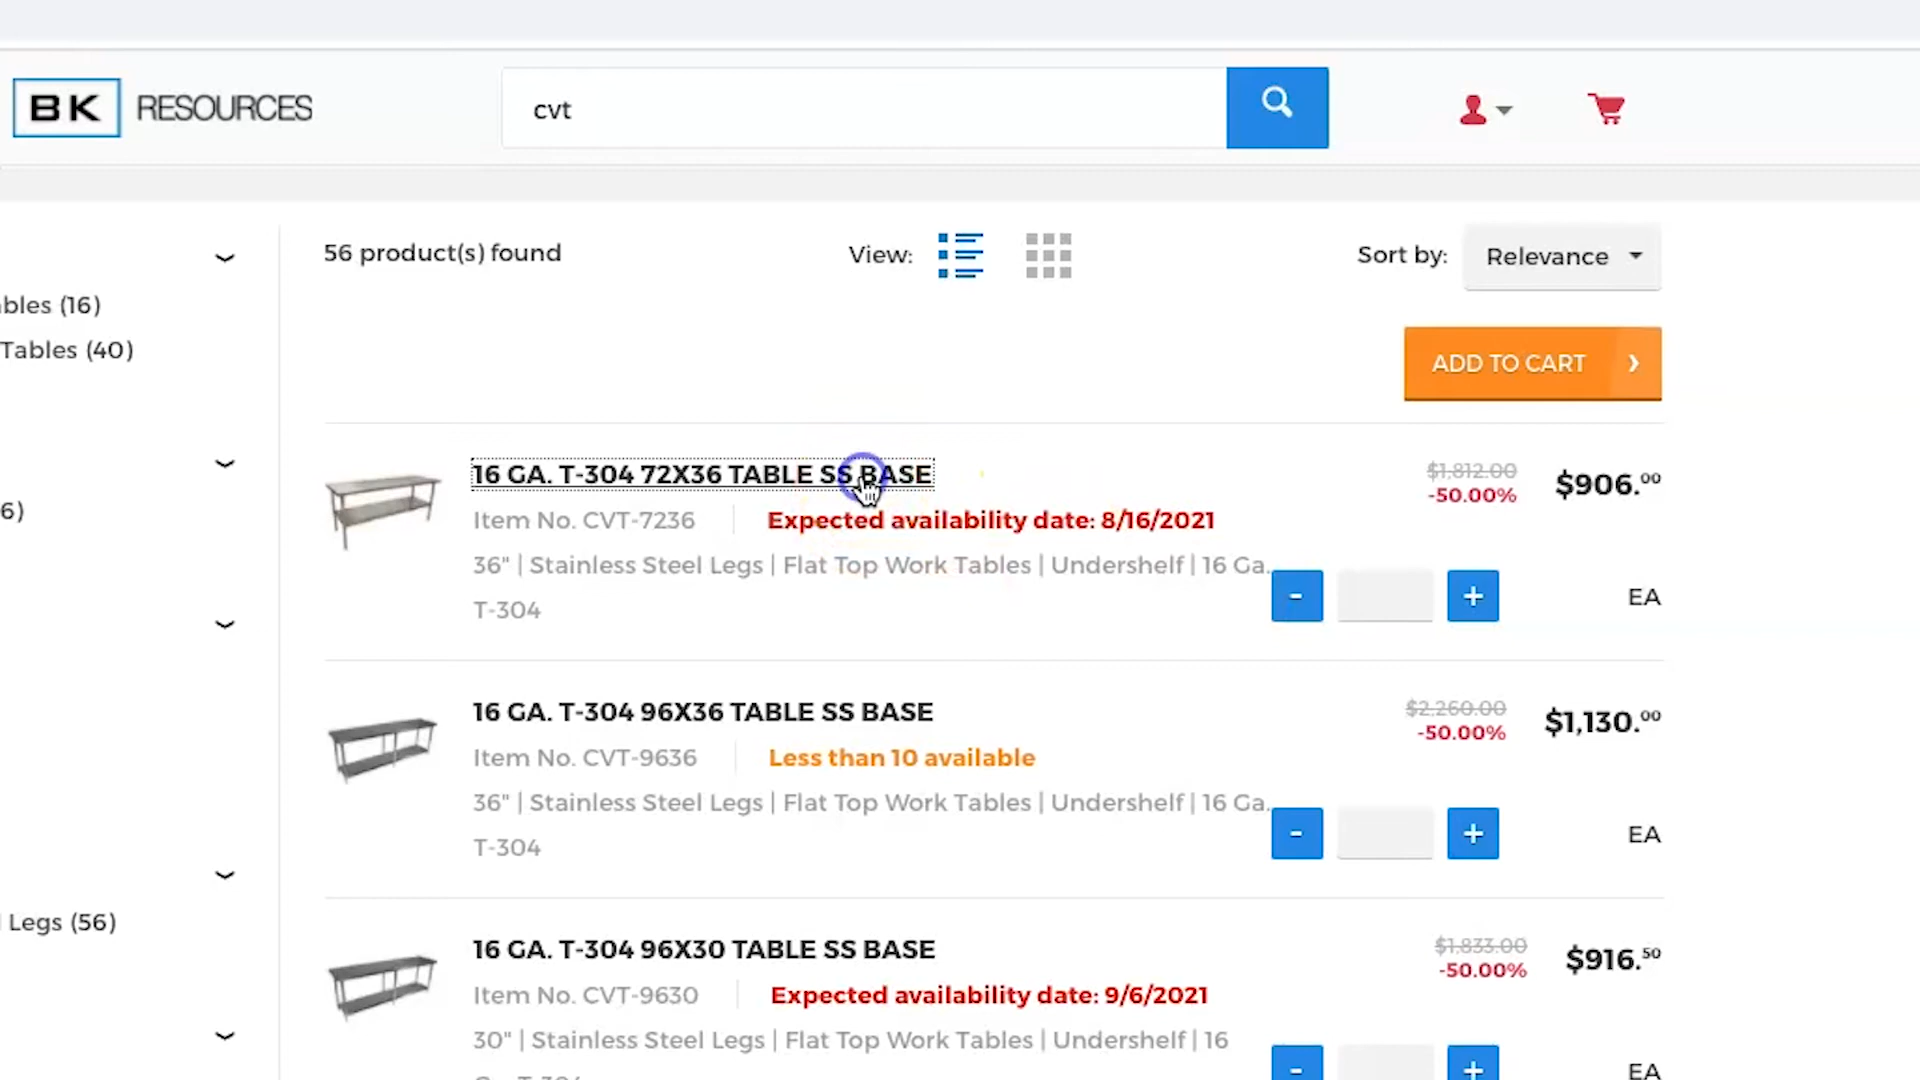 BK RESOURCES
cvt
56 product(s) found
View:
Sort by: Relevance
bles (16)
Tables (40)
ADD TO CART
16 GA. T-304 72X36 TABLE SS BASE
$1,812.00
-50.00%
$906.00
Item No. CVT-7236
Expected availability date: 8/16/2021
6)
36" | Stainless Steel Legs | Flat Top Work Tables | Undershelf | 16 Ga.
T-304
- + EA
16 GA. T-304 96X36 TABLE SS BASE
$2,260.00
-50.00%
$1,130.00
Item No. CVT-9636
Less than 10 available
36" | Stainless Steel Legs | Flat Top Work Tables | Undershelf | 16 Ga.
T-304
- + EA
Legs (56)
16 GA. T-304 96X30 TABLE SS BASE
$1,833.00
-50.00%
$916.50
Item No. CVT-9630
Expected availability date: 9/6/2021
30" | Stainless Steel Legs | Flat Top Work Tables | Undershelf | 16
- + EA